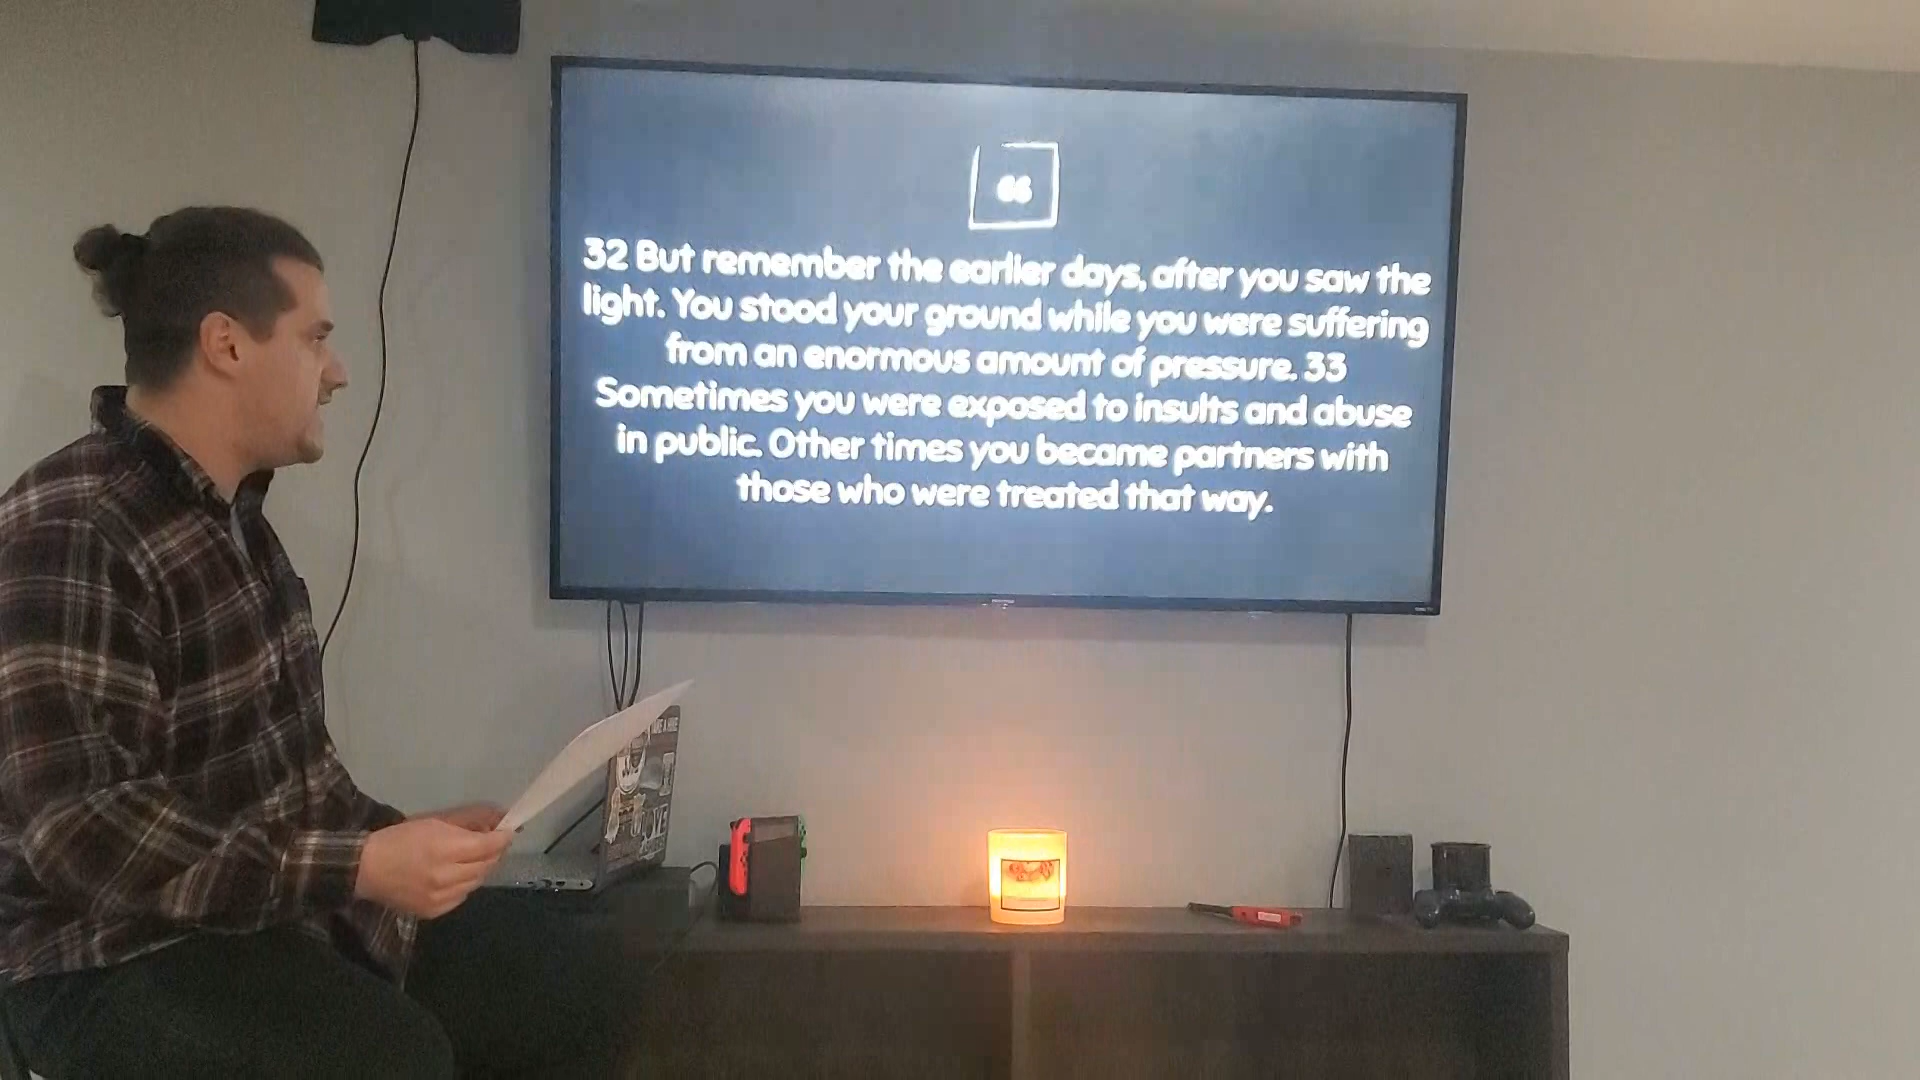 “
32 But remember the earlier days, after you saw the
light. You stood your ground while you were suffering
from an enormous amount of pressure. 33
Sometimes you were exposed to insults and abuse
in public. Other times you became partners with
those who were treated that way.